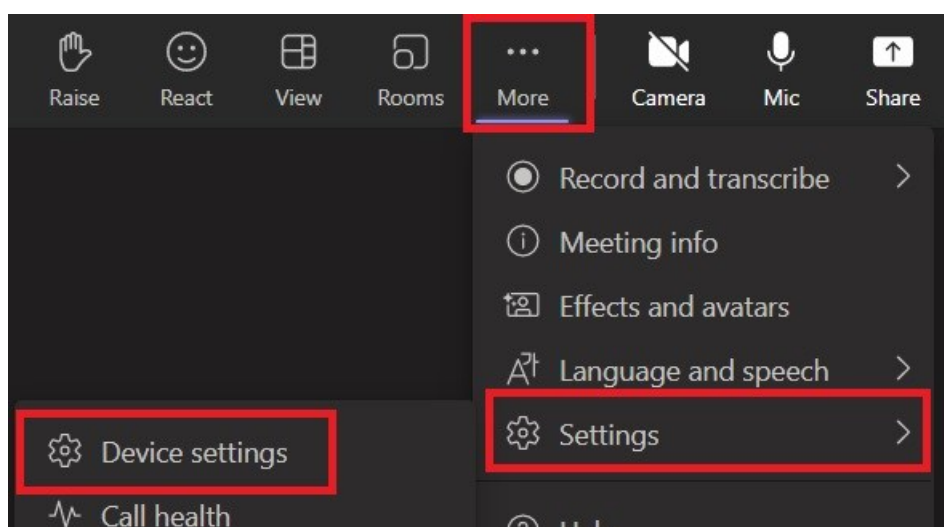 Raise React View Rooms More Camera Mic Share
Record and transcribe
Meeting info
Effects and avatars
Language and speech
Settings
Device settings
Call health